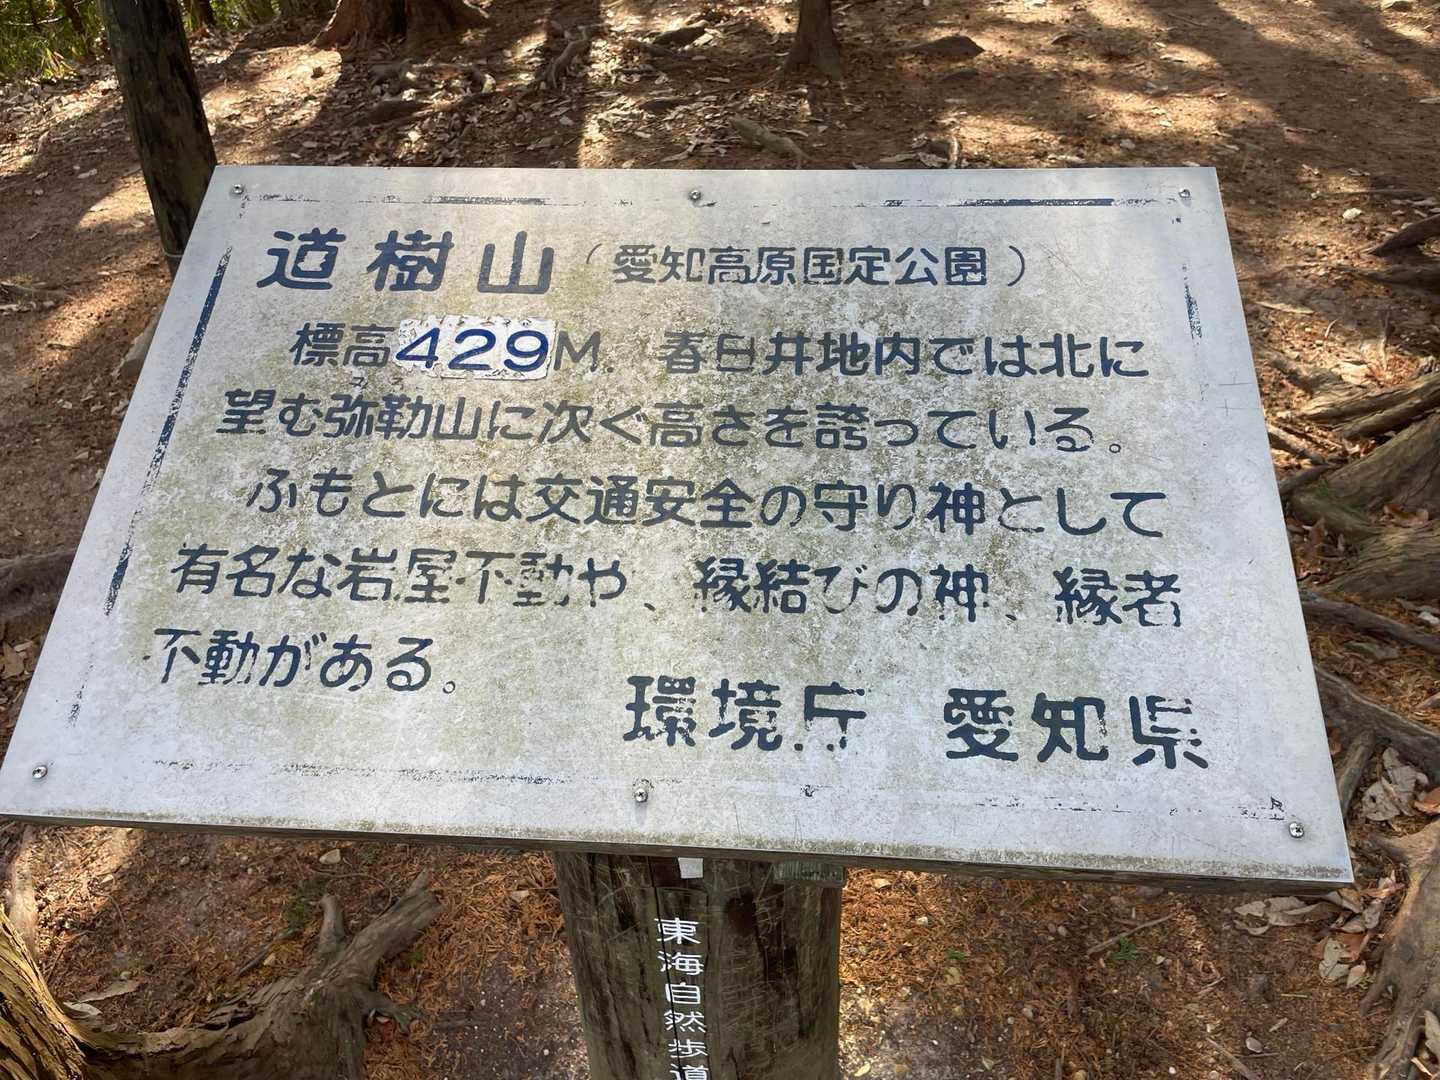 道樹山（愛知高原国定公園）
標高429M. 春日井地内では北に
望む弥勒山に次ぐ高さを誇っている。
ふもとには交通安全の守り神として
有名な岩屋不動や、縁結びの神、縁者
不動がある。
環境庁 愛知県
東海自然歩道